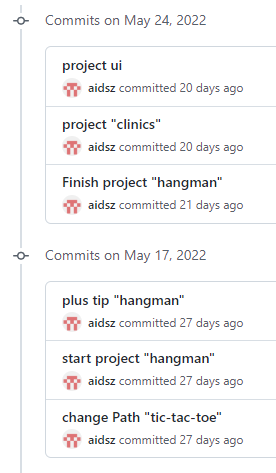 Commits on May 24, 2022
project ui
aidsz committed 20 days ago
project "clinics"
aidsz committed 20 days ago
Finish project "hangman"
aidsz committed 21 days ago
Commits on May 17, 2022
plus tip "hangman"
aidsz committed 27 days ago
start project "hangman"
aidsz committed 27 days ago
change Path "tic-tac-toe"
aidsz committed 27 days ago